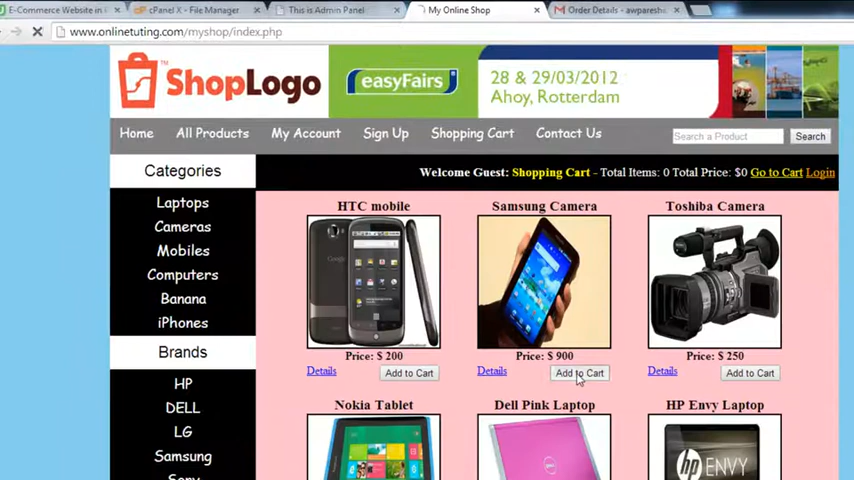 E-Commerce Website in
cPanel X - File Manager
This is Admin Panel
My Online Shop
Order Details - awparesh
www.onlinetuting.com/myshop/index.php
ShopLogo
TM
easyFairs
28 & 29/03/2012
Ahoy, Rotterdam
Home
All Products
My Account
Sign Up
Shopping Cart
Contact Us
Search a Product
Search
Categories
Welcome Guest: Shopping Cart - Total Items: 0 Total Price: $0 Go to Cart Login
Laptops
Cameras
Mobiles
Computers
Banana
iPhones
Brands
HP
DELL
LG
Samsung
Sony
HTC mobile
Samsung Camera
Toshiba Camera
Google
Price: $ 200
Price: $ 900
Price: $ 250
Details
Add to Cart
Details
Add to Cart
Details
Add to Cart
Nokia Tablet
Dell Pink Laptop
HP Envy Laptop
hp ENVY